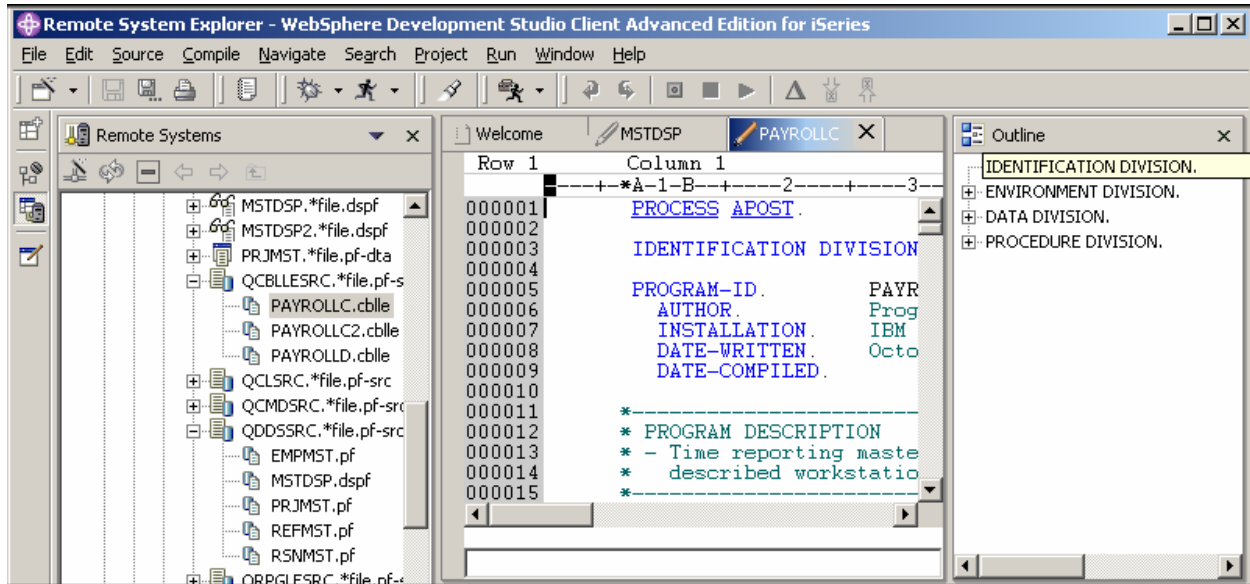 Remote System Explorer - WebSphere Development Studio Client Advanced Edition for iSeries
File Edit Source Compile Navigate Search Project Run Window Help
Remote Systems
MSTDSP.*file.dspf
MSTDSP2.*file.dspf
PRJMST.*file.pf-dta
QCBLLESRC.*file.pf-s
PAYROLLC.cblle
PAYROLLC2.cblle
PAYROLLD.cblle
QCLSRC.*file.pf-src
QCMDSRC.*file.pf-src
QDDSSRC.*file.pf-src
EMPMST.pf
MSTDSP.dspf
PRJMST.pf
REFMST.pf
RSNMST.pf
QRPGLESRC.*file.pf-s
Welcome MSTDSP PAYROLLC
Row 1 Column 1
----+-*A-1-B--+----2----+----3--
000001 PROCESS APOST.
000002
000003 IDENTIFICATION DIVISION
000004
000005 PROGRAM-ID. PAYR
000006 AUTHOR. Prog
000007 INSTALLATION. IBM
000008 DATE-WRITTEN. Octo
000009 DATE-COMPILED.
000010
000011 *----------------------------
000012 * PROGRAM DESCRIPTION
000013 * - Time reporting maste
000014 * described workstatio
000015 *----------------------------
Outline
IDENTIFICATION DIVISION.
ENVIRONMENT DIVISION.
DATA DIVISION.
PROCEDURE DIVISION.